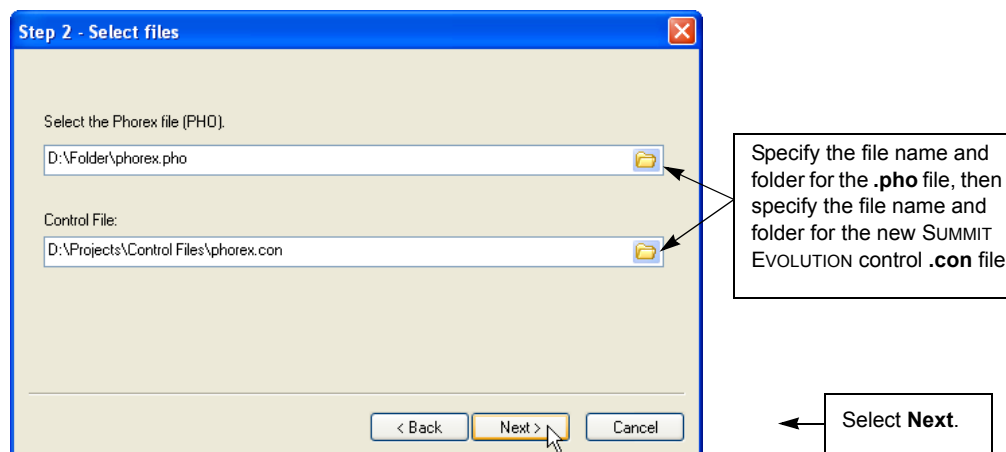 Step 2 - Select files
Select the Phorex file (PHO).
D:\Folder\phorex.pho
Control File:
D:\Projects\Control Files\phorex.con
< Back
Next >
Cancel
Specify the file name and
folder for the .pho file, then
specify the file name and
folder for the new SUMMIT
EVOLUTION control .con file
Select Next.